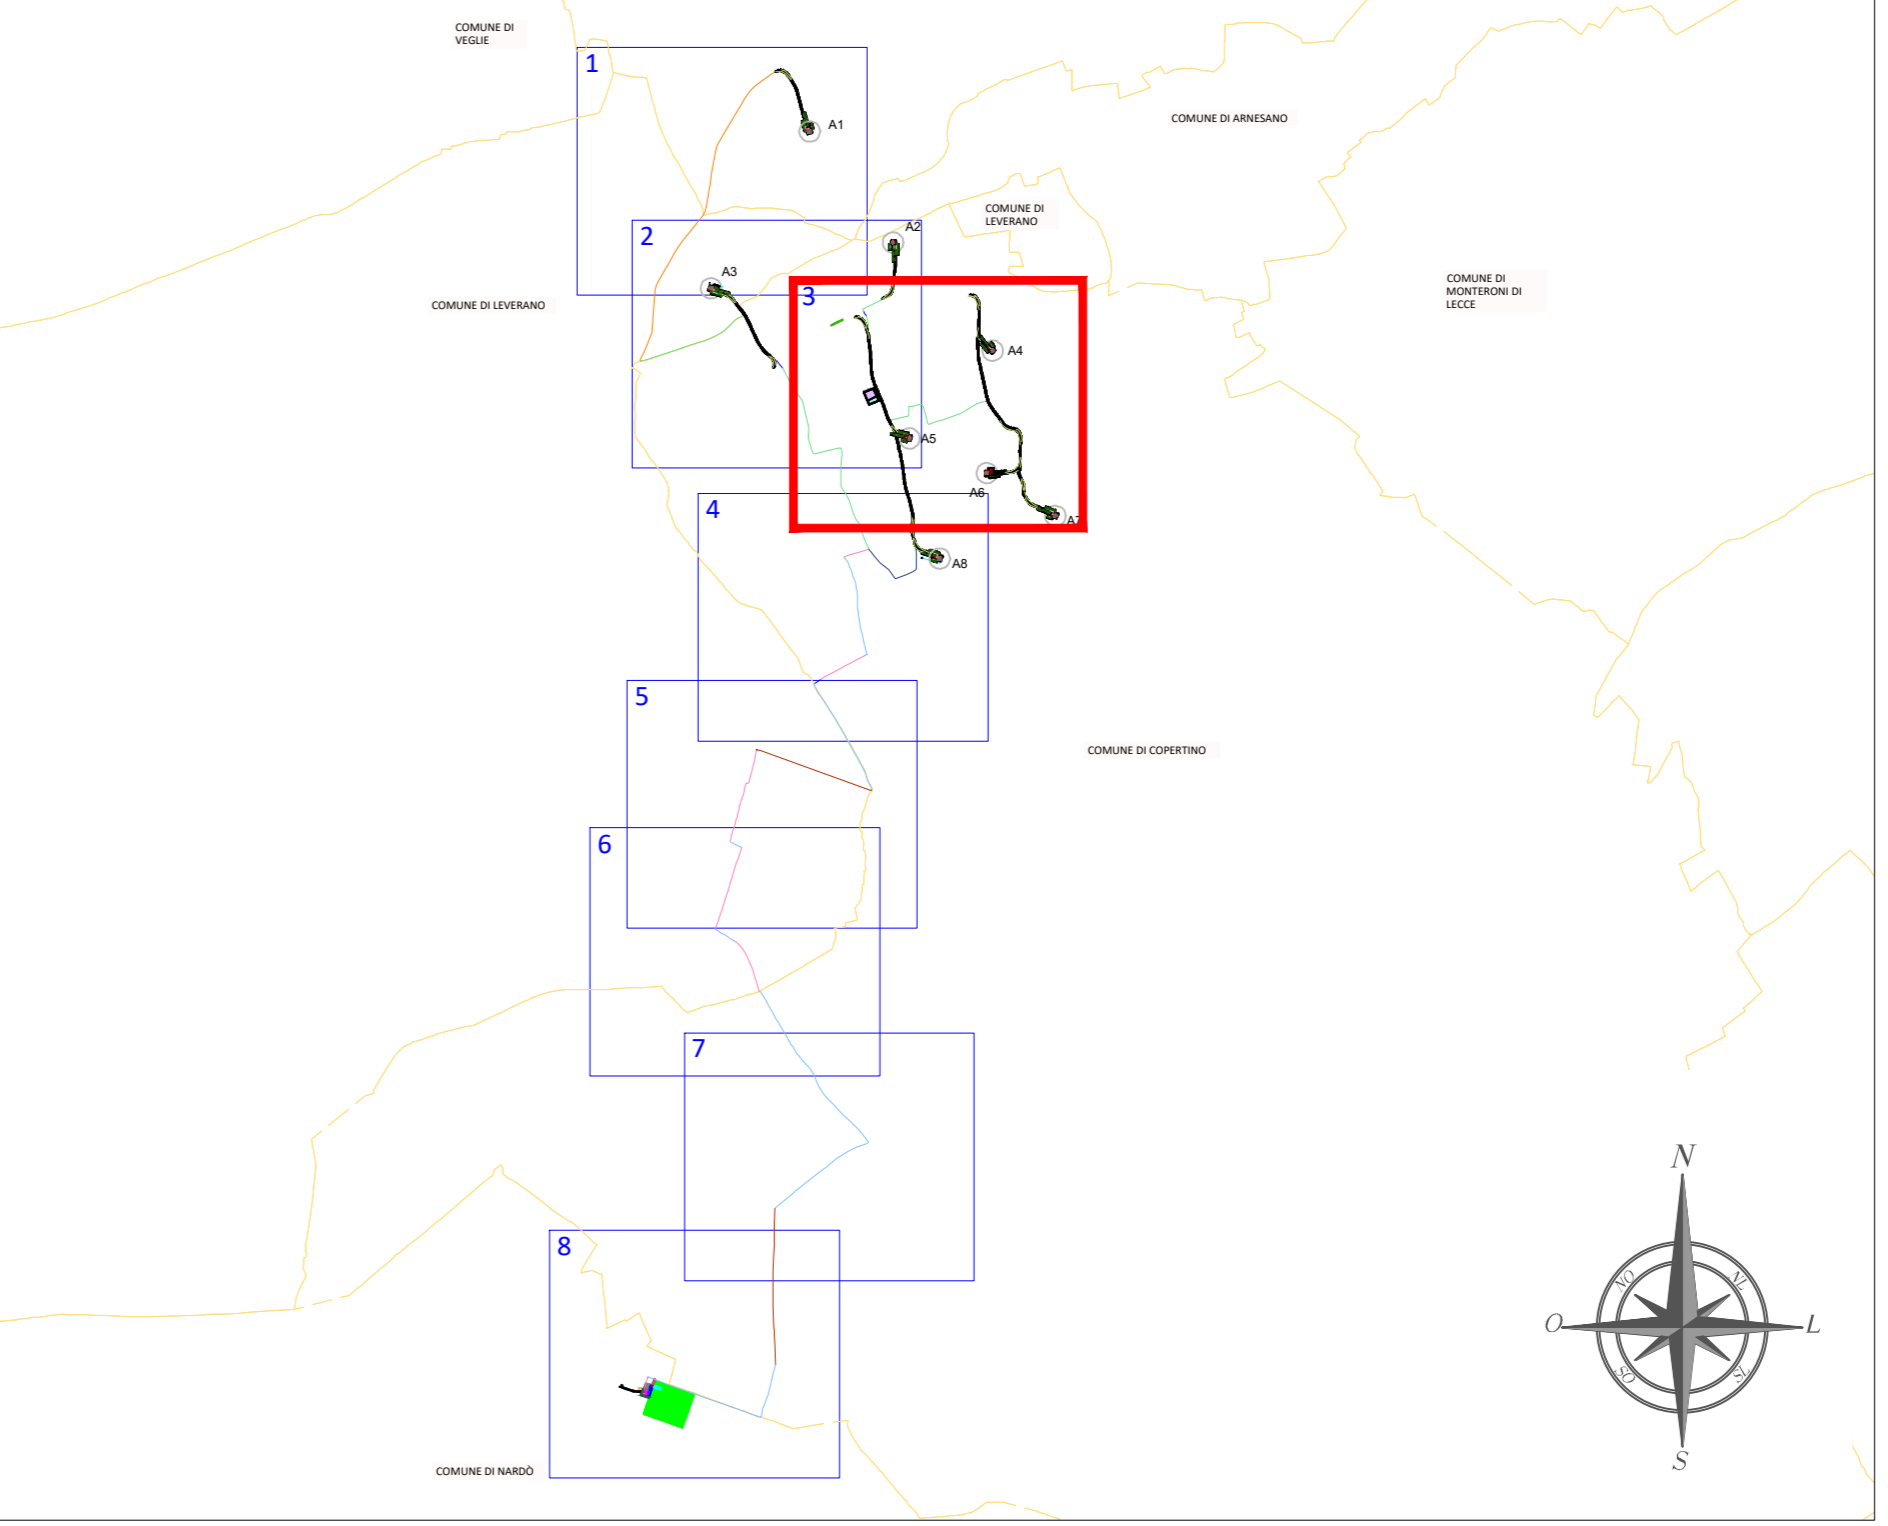 COMUNE DI
VEGLIE
1
A1
COMUNE DI ARNESANO
COMUNE DI
LEVERANO
2
A2
A3
COMUNE DI LEVERANO
3
COMUNE DI
MONTERONI DI
LECCE
A4
A5
A6
A7
4
A8
5
COMUNE DI COPERTINO
6
7
8
COMUNE DI NARDÒ
N
NO
NL
O
L
SO
SL
S